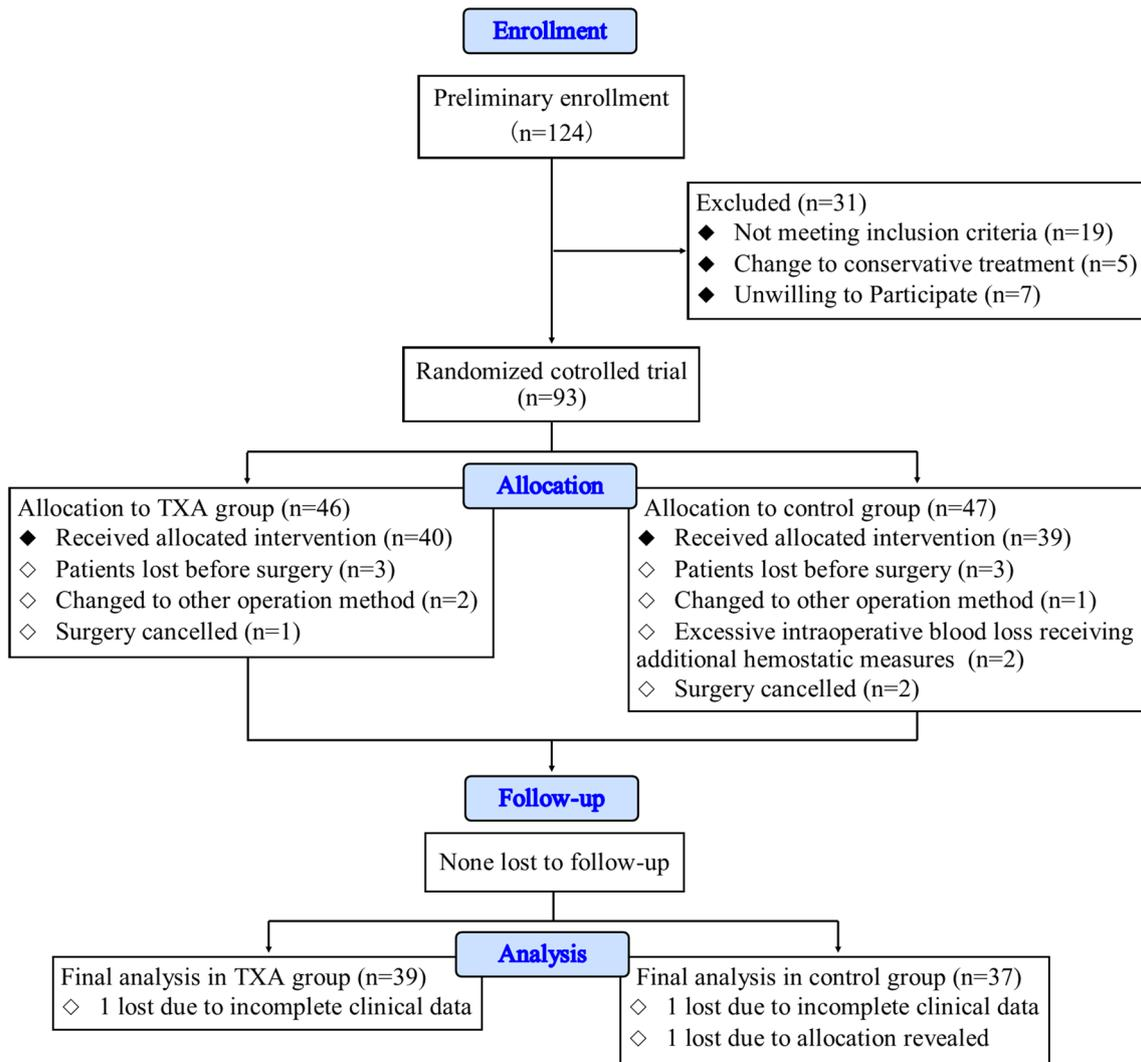 Enrollment
Preliminary enrollment
（n=124）
Excluded (n=31)
◆ Not meeting inclusion criteria (n=19)
◆ Change to conservative treatment (n=5)
◆ Unwilling to Participate (n=7)
Randomized cotrolled trial
(n=93)
Allocation
Allocation to TXA group (n=46)
◆ Received allocated intervention (n=40)
◇ Patients lost before surgery (n=3)
◇ Changed to other operation method (n=2)
◇ Surgery cancelled (n=1)
Allocation to control group (n=47)
◆ Received allocated intervention (n=39)
◇ Patients lost before surgery (n=3)
◇ Changed to other operation method (n=1)
◇ Excessive intraoperative blood loss receiving
additional hemostatic measures (n=2)
◇ Surgery cancelled (n=2)
Follow-up
None lost to follow-up
Analysis
Final analysis in TXA group (n=39)
◇ 1 lost due to incomplete clinical data
Final analysis in control group (n=37)
◇ 1 lost due to incomplete clinical data
◇ 1 lost due to allocation revealed